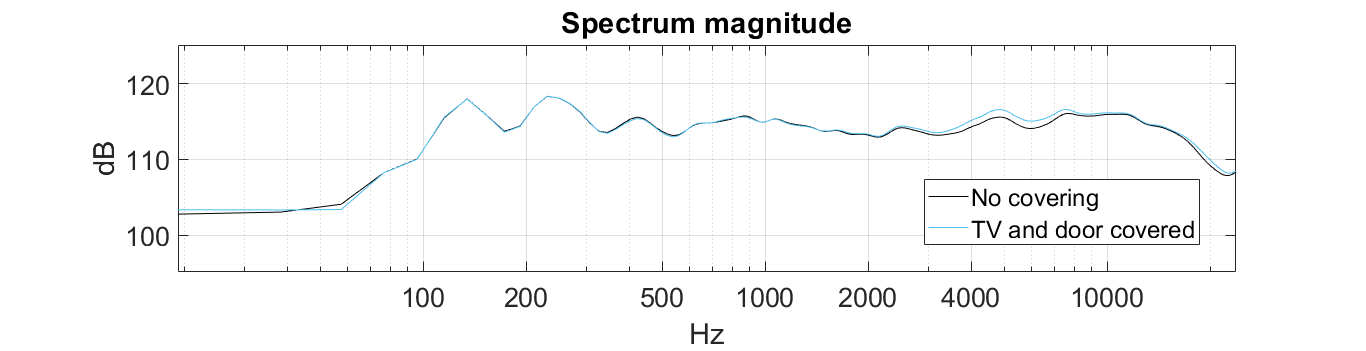 Spectrum magnitude
120
110
100
dB
No covering
TV and door covered
100 200 500 1000 2000 4000 10000
Hz